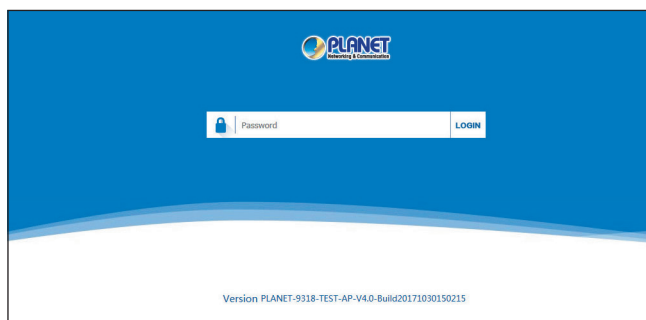 PLANET
Networking & Communication
Password
LOGIN
Version PLANET-9318-TEST-AP-V4.0-Build20171030150215